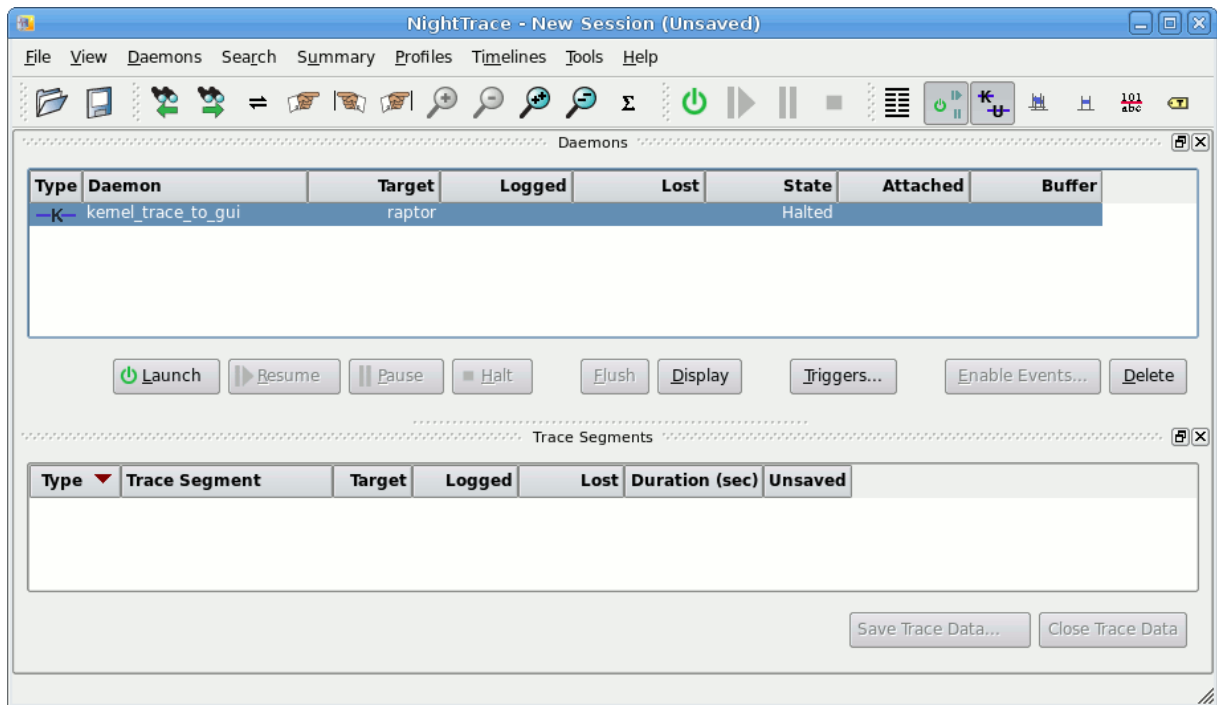 NightTrace - New Session (Unsaved)
File View Daemons Search Summary Profiles Timelines Tools Help
Σ K U 101 abc T
Daemons
Type Daemon Target Logged Lost State Attached Buffer
K kernel_trace_to_gui raptor Halted
Launch Resume Pause Halt Flush Display Triggers... Enable Events... Delete
Trace Segments
Type Trace Segment Target Logged Lost Duration (sec) Unsaved
Save Trace Data... Close Trace Data